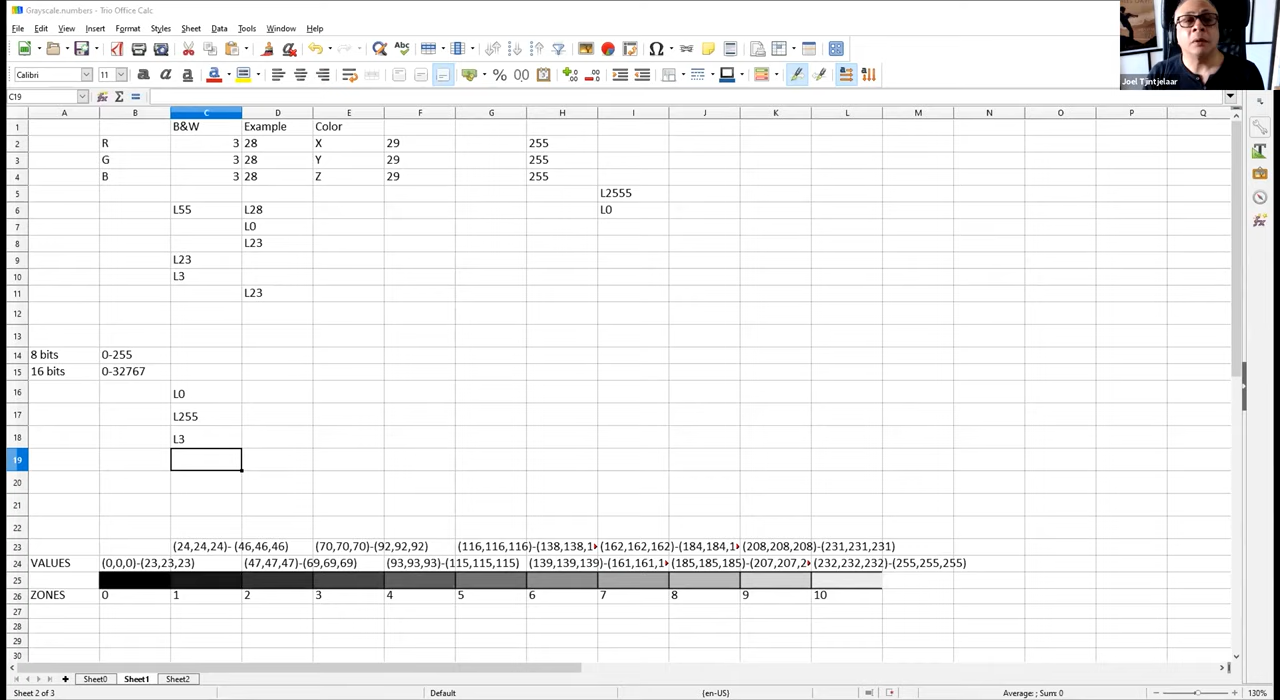 Grayscale.numbers - Trio Office Calc
File Edit View Insert Format Styles Sheet Data Tools Window Help
Calibri 11
Joel Tjintjelaar
C19
A B C D E F G H I J K L M N O P Q
1 B&W Example Color
2 R 3 28 X 29 255
3 G 3 28 Y 29 255
4 B 3 28 Z 29 255
5 L2555
6 L55 L28 L0
7 L0
8 L23
9 L23
10 L3
11 L23
12
13
14 8 bits 0-255
15 16 bits 0-32767
16 L0
17 L255
18 L3
19
20
21
22
23 (24,24,24)- (46,46,46) (70,70,70)-(92,92,92) (116,116,116)-(138,138,1 (162,162,162)-(184,184,1 (208,208,208)-(231,231,231)
24 VALUES (0,0,0)-(23,23,23) (47,47,47)-(69,69,69) (93,93,93)-(115,115,115) (139,139,139)-(161,161,1 (185,185,185)-(207,207,2 (232,232,232)-(255,255,255)
25
26 ZONES 0 1 2 3 4 5 6 7 8 9 10
27
28
29
30
Sheet0 Sheet1 Sheet2
Sheet 2 of 3 Default (en-US) Average: ; Sum: 0 130%